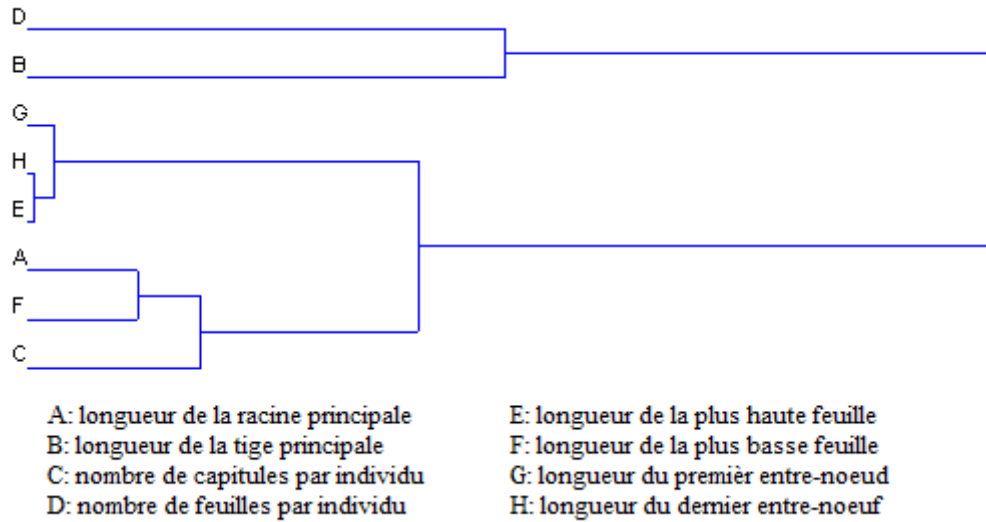 D
B
G
H
E
A
F
C
A: longueur de la racine principale
B: longueur de la tige principale
C: nombre de capitules par individu
D: nombre de feuilles par individu
E: longueur de la plus haute feuille
F: longueur de la plus basse feuille
G: longueur du premièr entre-noeud
H: longueur du dernier entre-noeuf